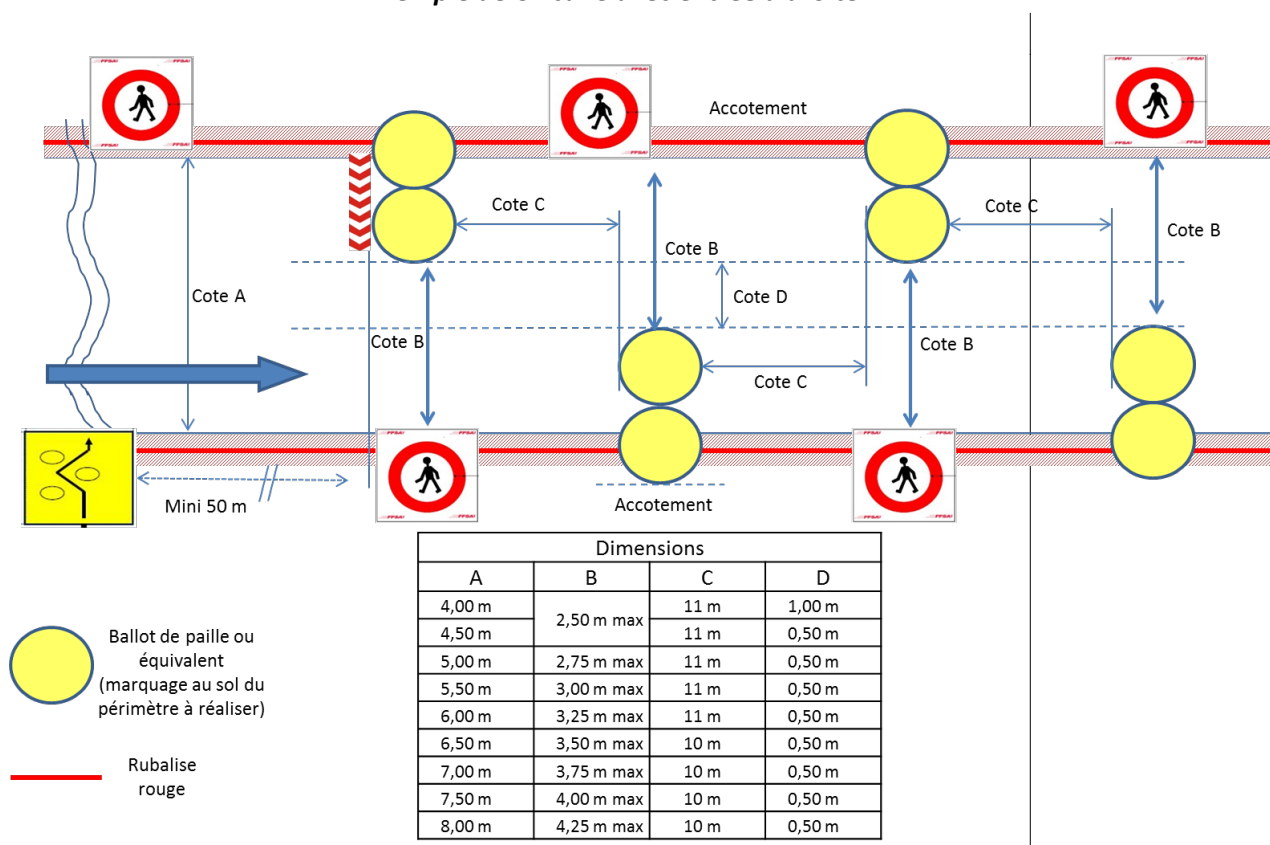 Accotement
Cote C
Cote C
Cote B
Cote B
Cote A
Cote D
Cote B
Cote B
Cote C
Mini 50 m
Accotement
Dimensions
A B C D
4,00 m 2,50 m max 11 m 1,00 m
4,50 m 11 m 0,50 m
5,00 m 2,75 m max 11 m 0,50 m
5,50 m 3,00 m max 11 m 0,50 m
6,00 m 3,25 m max 11 m 0,50 m
6,50 m 3,50 m max 10 m 0,50 m
7,00 m 3,75 m max 10 m 0,50 m
7,50 m 4,00 m max 10 m 0,50 m
8,00 m 4,25 m max 10 m 0,50 m
Ballot de paille ou
équivalent
(marquage au sol du
périmètre à réaliser)
Rubalise
rouge